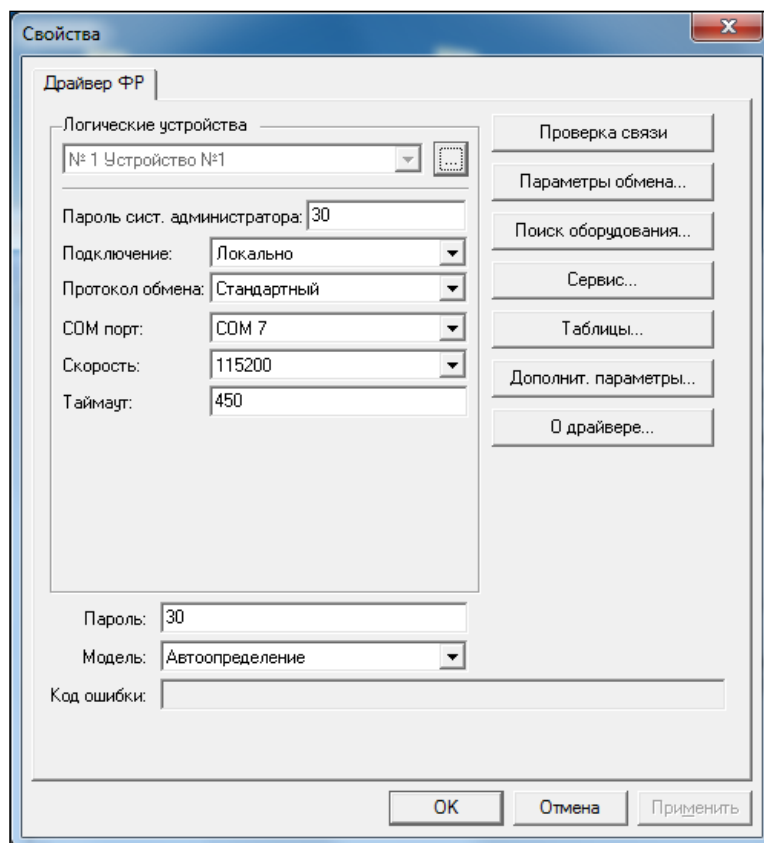 Свойства
Драйвер ФР
Логические устройства
№ 1 Устройство №1
...
Пароль сист. администратора: 30
Подключение: Локально
Протокол обмена: Стандартный
COM порт: COM 7
Скорость: 115200
Таймаут: 450
Проверка связи
Параметры обмена...
Поиск оборудования...
Сервис...
Таблицы...
Дополнит. параметры...
О драйвере...
Пароль: 30
Модель: Автоопределение
Код ошибки:
OK
Отмена
Применить